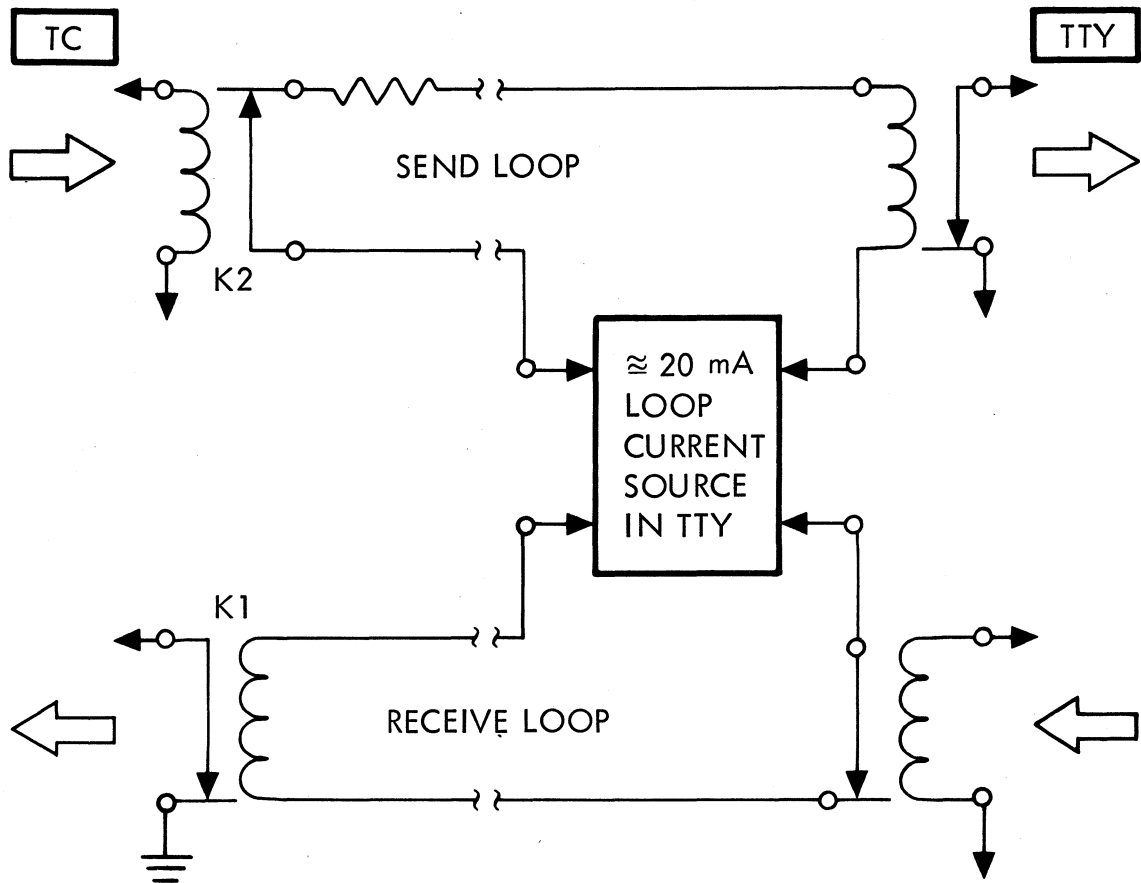 TC
TTY
SEND LOOP
K2
≅ 20 mA
LOOP
CURRENT
SOURCE
IN TTY
K1
RECEIVE LOOP